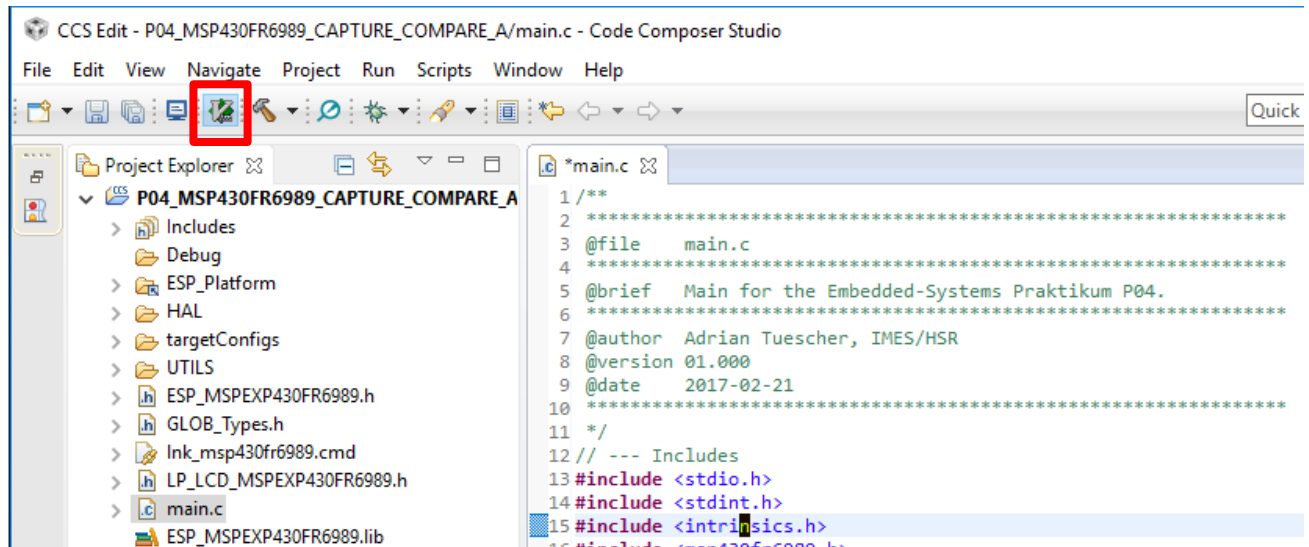 CCS Edit - P04_MSP430FR6989_CAPTURE_COMPARE_A/main.c - Code Composer Studio
File Edit View Navigate Project Run Scripts Window Help
Quick
Project Explorer
P04_MSP430FR6989_CAPTURE_COMPARE_A
Includes
Debug
ESP_Platform
HAL
targetConfigs
UTILS
ESP_MSPEXP430FR6989.h
GLOB_Types.h
lnk_msp430fr6989.cmd
LP_LCD_MSPEXP430FR6989.h
main.c
ESP_MSPEXP430FR6989.lib
*main.c
1 /**
2 ****************************************************************
3 @file main.c
4 ****************************************************************
5 @brief Main for the Embedded-Systems Praktikum P04.
6 ****************************************************************
7 @author Adrian Tuescher, IMES/HSR
8 @version 01.000
9 @date 2017-02-21
10 ****************************************************************
11 */
12 // --- Includes
13 #include <stdio.h>
14 #include <stdint.h>
15 #include <intrinsics.h>
16 #include <msp430fr6989.h>